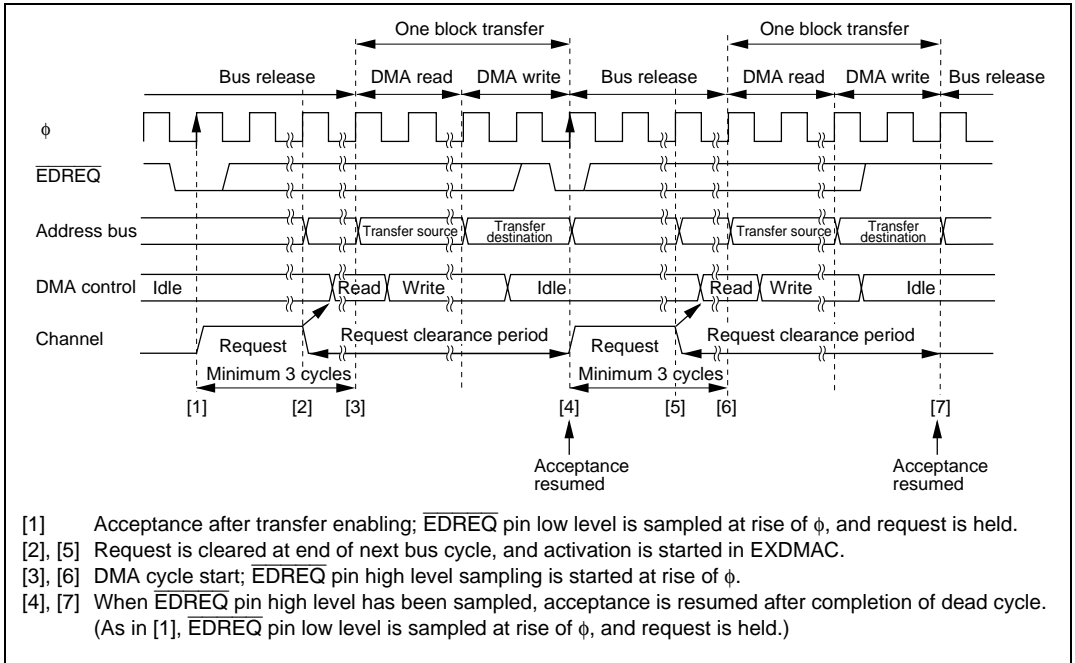 One block transfer One block transfer
Bus release DMA read DMA write Bus release DMA read DMA write Bus release
ϕ
EDREQ
Address bus Transfer source Transfer destination Transfer source Transfer destination
DMA control Idle Read Write Idle Read Write Idle
Channel Request Request clearance period Request Request clearance period
Minimum 3 cycles Minimum 3 cycles
[1] [2] [3] [4] [5] [6] [7]
Acceptance resumed Acceptance resumed
[1] Acceptance after transfer enabling; EDREQ pin low level is sampled at rise of ϕ, and request is held.
[2], [5] Request is cleared at end of next bus cycle, and activation is started in EXDMAC.
[3], [6] DMA cycle start; EDREQ pin high level sampling is started at rise of ϕ.
[4], [7] When EDREQ pin high level has been sampled, acceptance is resumed after completion of dead cycle.
(As in [1], EDREQ pin low level is sampled at rise of ϕ, and request is held.)